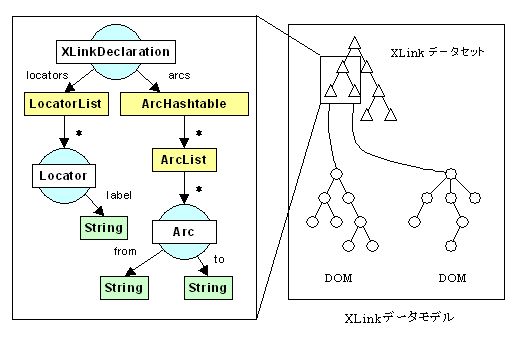 XLinkDeclaration
locators
arcs
LocatorList
ArcHashtable
*
*
ArcList
Locator
*
label
String
Arc
from
to
String
String
XLink データセット
DOM
DOM
XLinkデータモデル